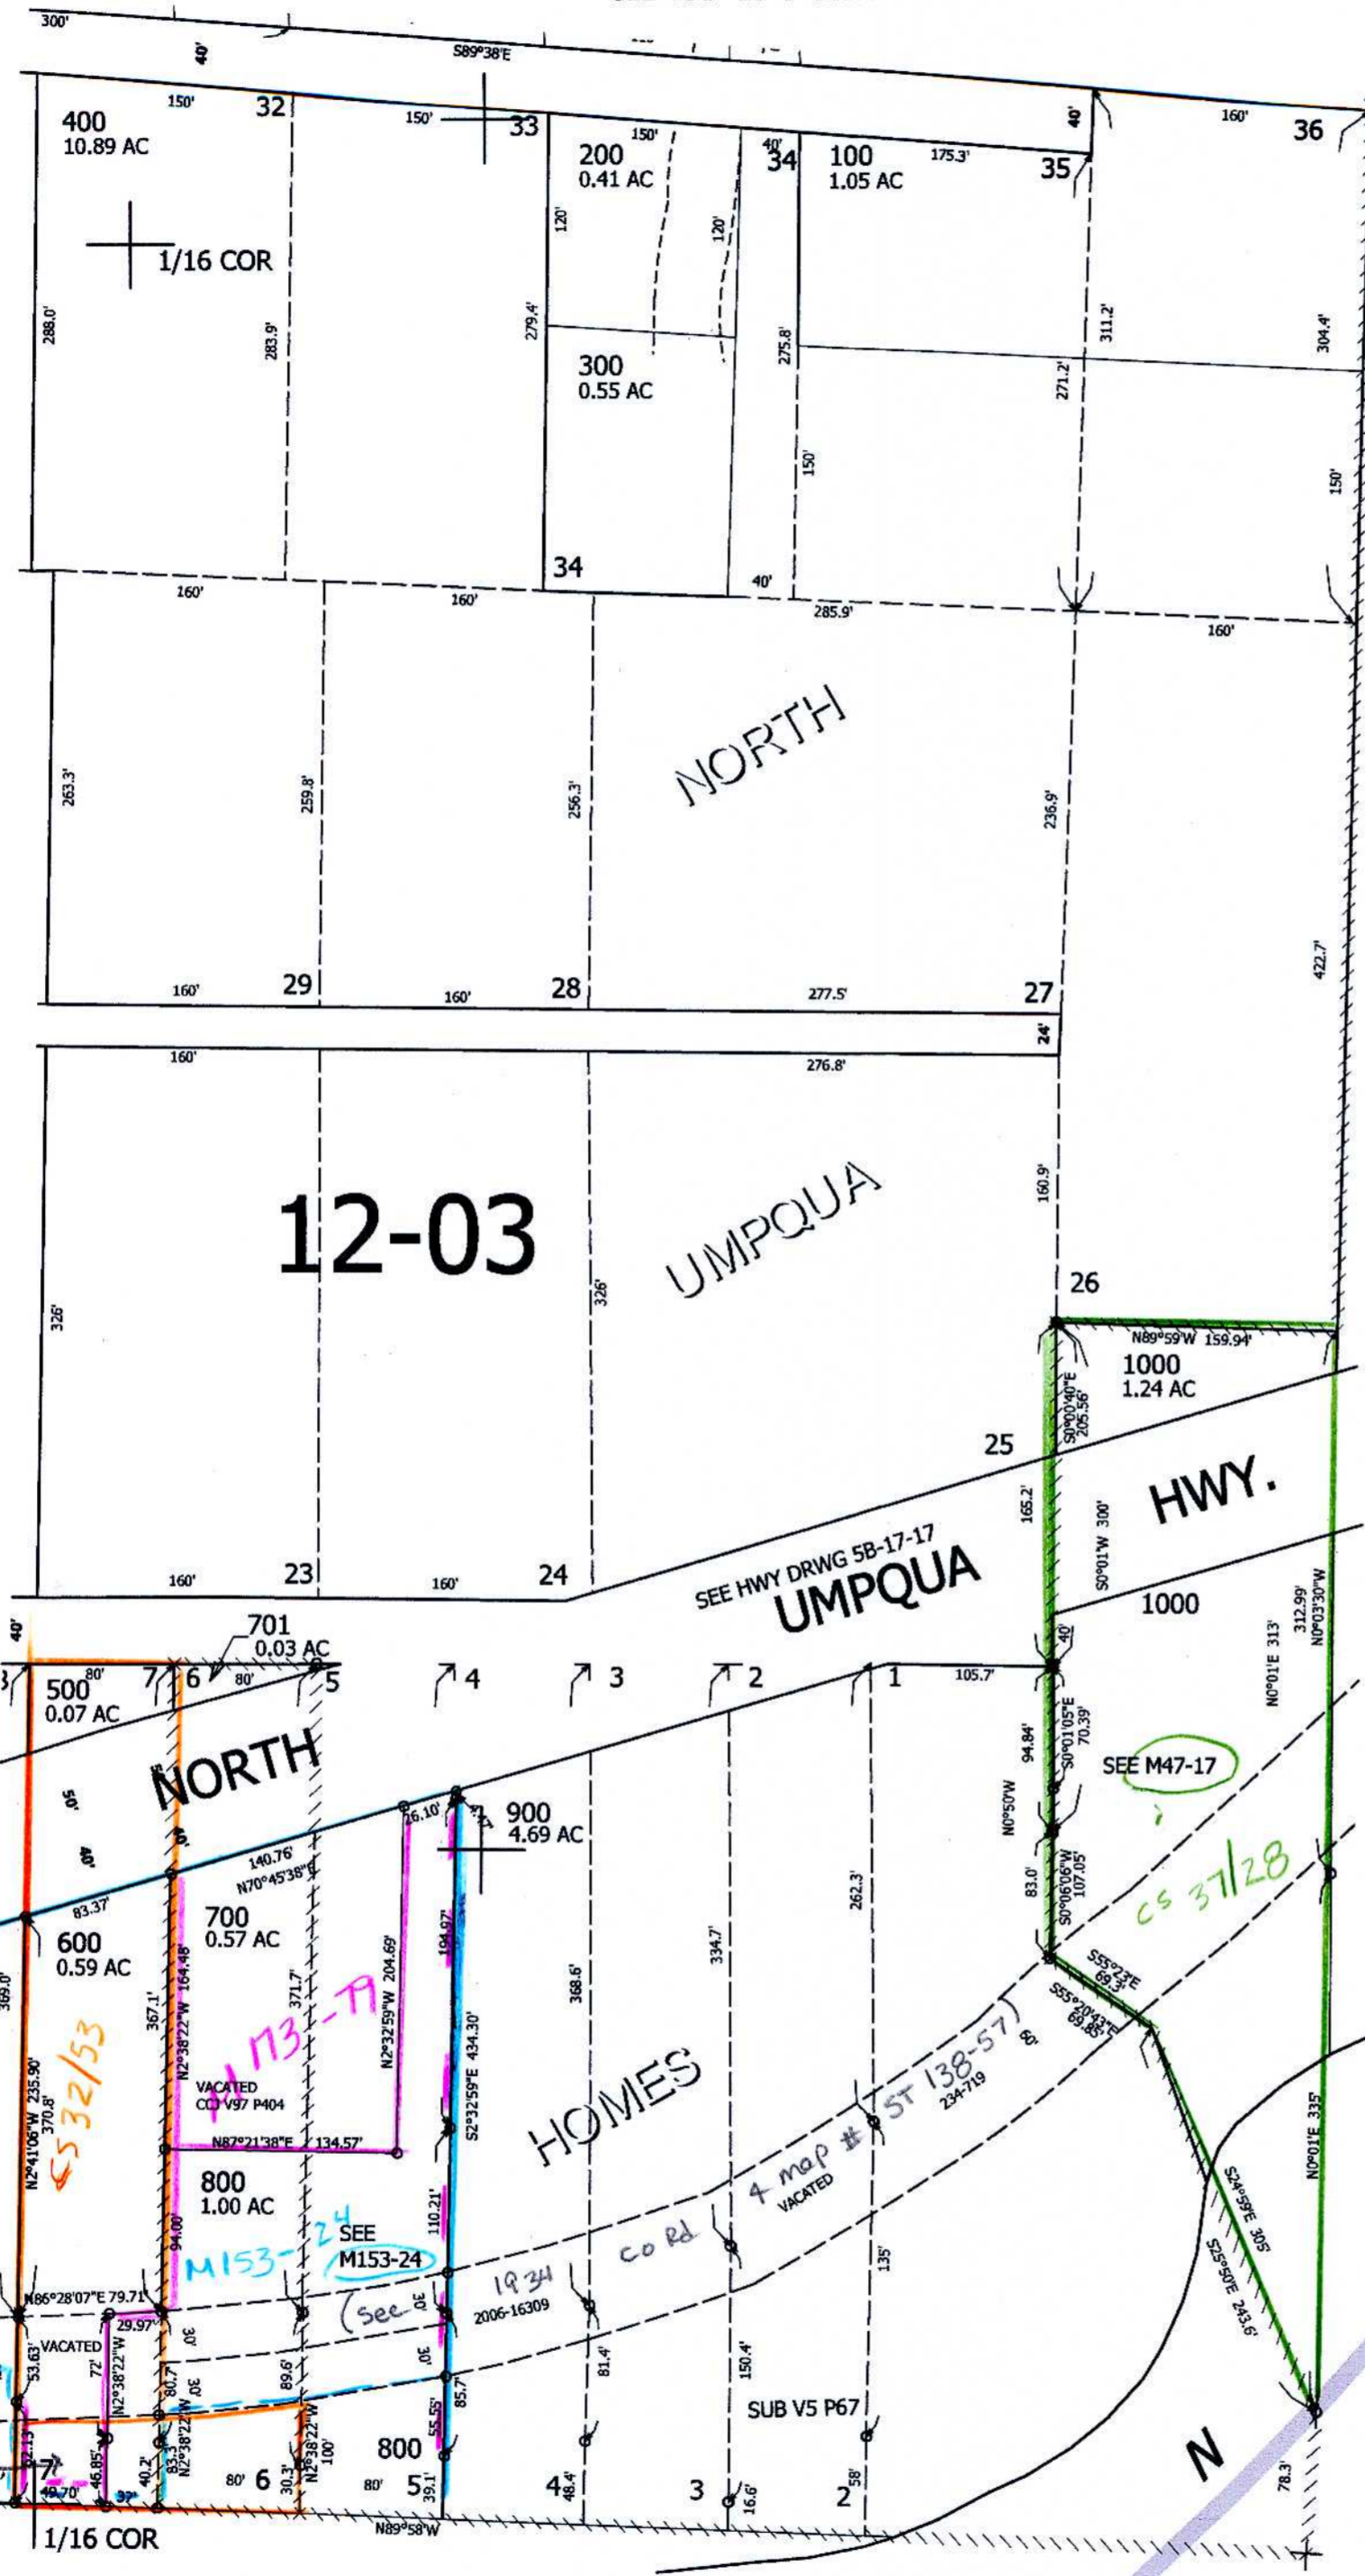 300'
40'
S89°38'E
400
10.89 AC
150'
32
150'
33
200
0.41 AC
150'
40'
34
100
1.05 AC
175.3'
40'
35
160'
36
1/16 COR
120'
120'
288.0'
283.9'
279.4'
275.8'
311.2'
304.4'
300
0.55 AC
271.2'
150'
150'
34
40'
160'
160'
285.9'
160'
NORTH
263.3'
259.8'
256.3'
236.9'
422.7'
160'
29
160'
28
277.5'
27
24'
160'
276.8'
12-03
UMPQUA
160.9'
326'
326'
26
N89°59'W 159.94'
1000
1.24 AC
S0°00'40"E
205.56'
25
165.2'
HWY.
S0°01'W 300'
160'
23
160'
24
SEE HWY DRWG 5B-17-17
UMPQUA
1000
40'
40'
701
0.03 AC
80'
7
6
80'
5
4
3
2
1
105.7'
500
0.07 AC
312.99'
N0°03'30"W
N0°01'E 313'
NORTH
94.84'
S0°01'05"E
70.39'
SEE M47-17
50'
40'
40'
26.10'
900
4.69 AC
N0°50'W
140.76'
N70°45'38"E
83.37'
83.0'
S0°06'06"W
107.05'
CS 37/28
700
0.57 AC
600
0.59 AC
262.3'
334.7'
368.6'
194.97'
N2°32'59"W 204.69'
371.7'
N2°38'22"W 164.48'
367.1'
369.0'
S55°23'E
69.3'
S55°20'43"E
69.85'
CS 32/53
M173-79
N2°41'06"W 235.90'
370.8'
VACATED
CCJ V97 P404
S2°32'59"E 434.30'
HOMES
N87°21'38"E 134.57'
800
1.00 AC
60'
234-719
N0°01'E 335'
S24°59'E 305'
S25°50'E 243.6'
94.00'
110.21'
M153-24
SEE
M153-24
(see 1934 CO Rd 4 map # ST 138-57)
VACATED
135'
2006-16309
N86°28'07"E 79.71'
29.97'
30'
30'
VACATED
53.63'
72'
N2°38'22"W
80.7'
30'
30'
89.6'
85.7'
81.4'
150.4'
SUB V5 P67
N2°38'22"W
83.3'
N2°38'22"W
100'
55.55'
62.13'
7
46.85'
40.2'
80'
6
30.3'
80'
800
5
39.1'
4
48.4'
3
16.6'
2
58'
N
78.3'
49.70'
37'
N89°58'W
1/16 COR